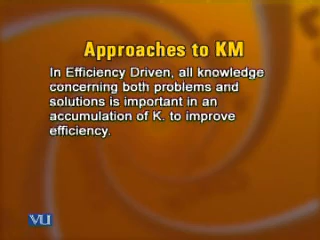 Approaches to KM
In Efficiency Driven, all knowledge
concerning both problems and
solutions is important in an
accumulation of K. to improve
efficiency.
VU